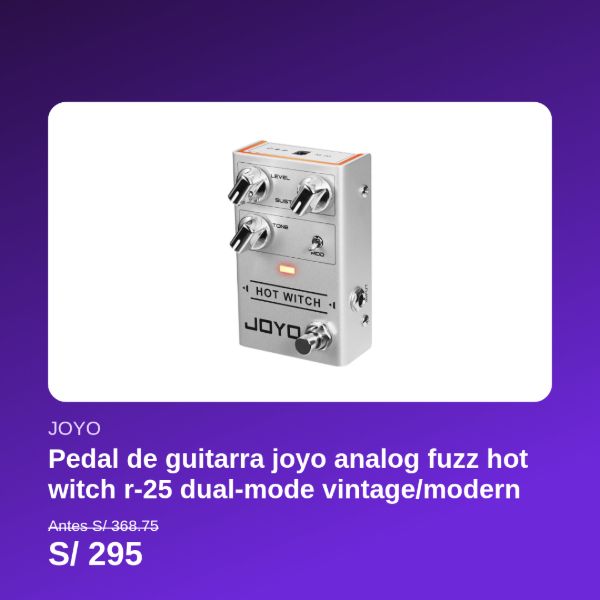 LEVEL
SUST
TONE
MOD
HOT WITCH
JOYO
JOYO
Pedal de guitarra joyo analog fuzz hot
witch r-25 dual-mode vintage/modern
Antes S/ 368.75
S/ 295